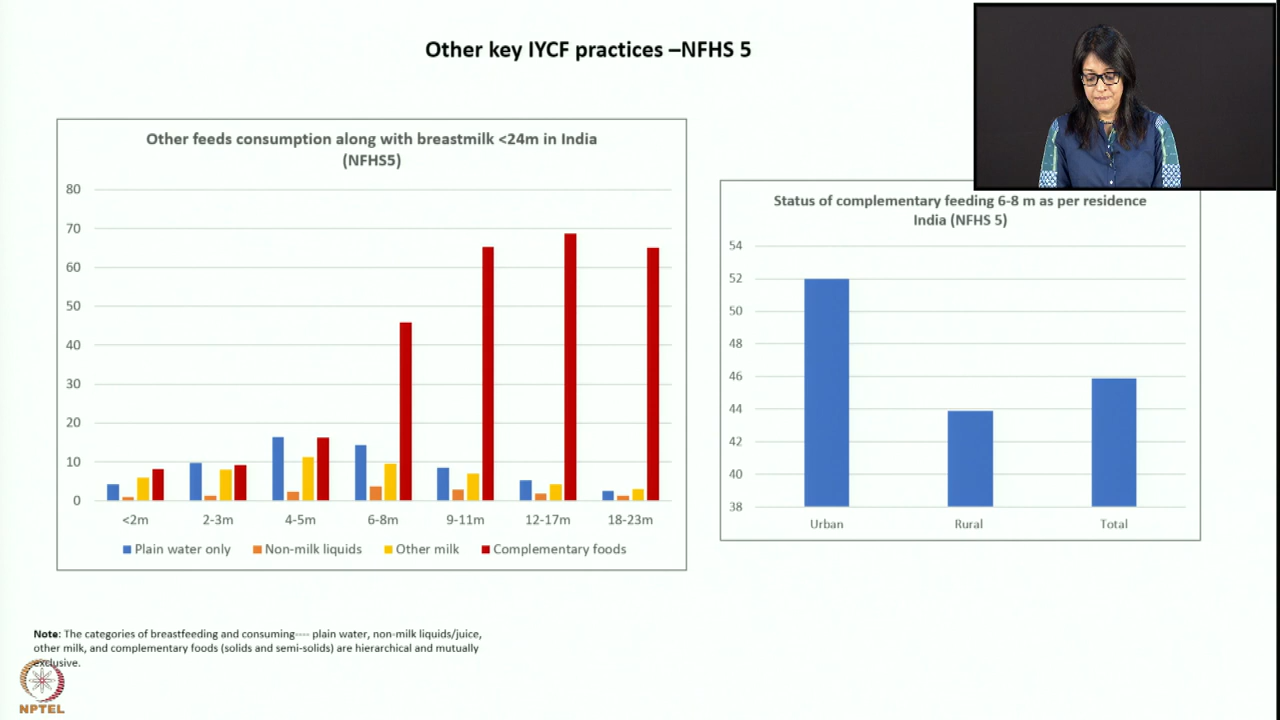 Other key IYCF practices –NFHS 5
Other feeds consumption along with breastmilk <24m in India
(NFHS5)
80
70
60
50
40
30
20
10
0
<2m 2-3m 4-5m 6-8m 9-11m 12-17m 18-23m
Plain water only Non-milk liquids Other milk Complementary foods
Status of complementary feeding 6-8 m as per residence
India (NFHS 5)
54
52
50
48
46
44
42
40
38
Urban Rural Total
Note: The categories of breastfeeding and consuming---- plain water, non-milk liquids/juice,
other milk, and complementary foods (solids and semi-solids) are hierarchical and mutually
exclusive.
NPTEL